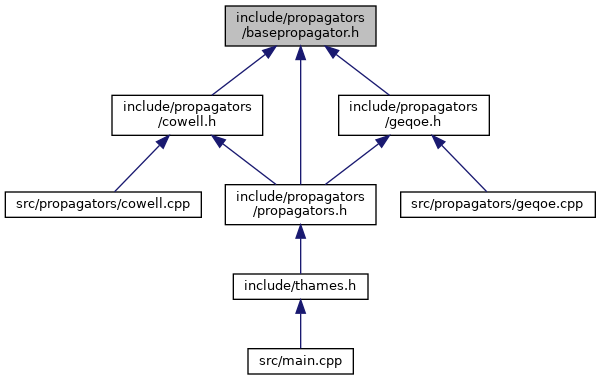 include/propagators
/basepropagator.h
include/propagators
/cowell.h
include/propagators
/geqoe.h
src/propagators/cowell.cpp
include/propagators
/propagators.h
src/propagators/geqoe.cpp
include/thames.h
src/main.cpp